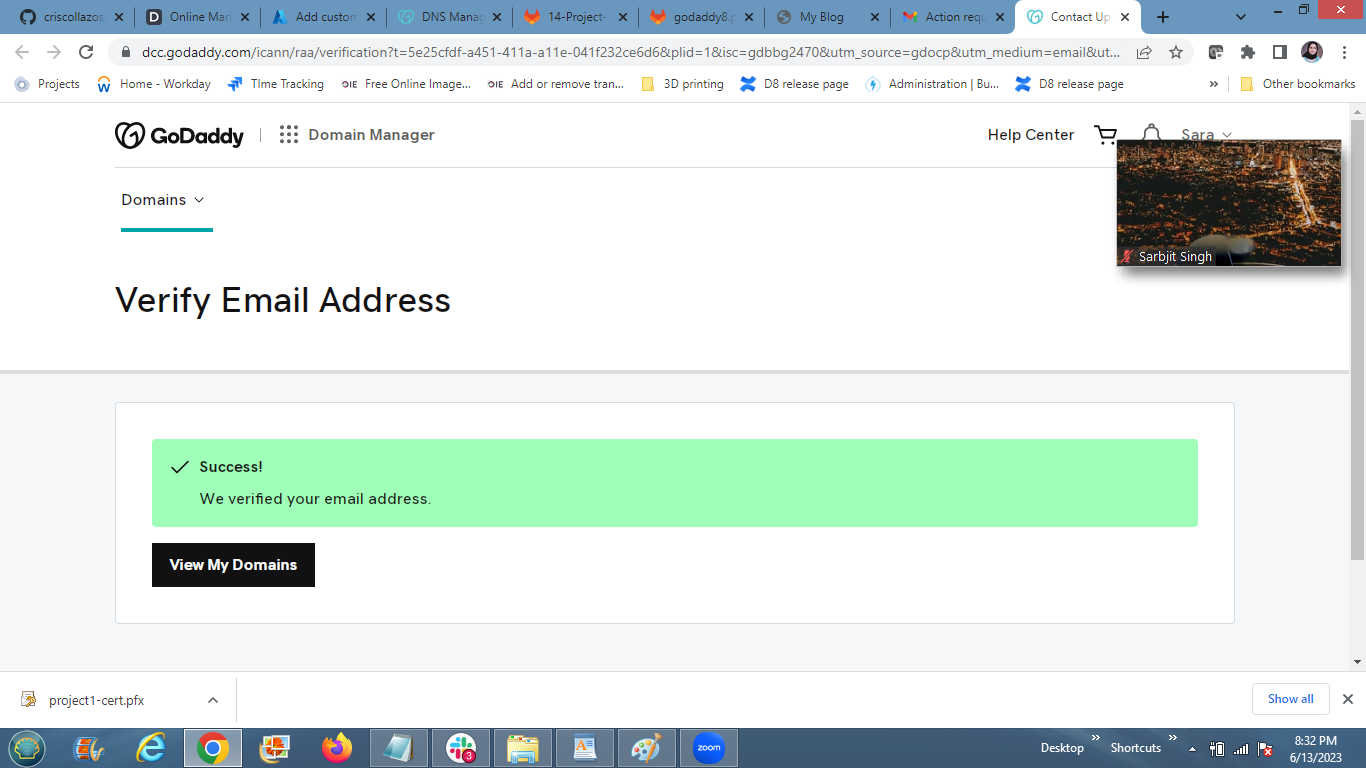 criscollazos
Online Mark
Add custom
DNS Manag
14-Project-
godaddy8.p
My Blog
Action requ
Contact Up
dcc.godaddy.com/icann/raa/verification?t=5e25cfdf-a451-411a-a11e-041f232ce6d6&plid=1&isc=gdbbg2470&utm_source=gdocp&utm_medium=email&ut...
Projects
Home - Workday
TIme Tracking
OIE
Free Online Image...
OIE
Add or remove tran...
3D printing
D8 release page
Administration | Bu...
D8 release page
»
Other bookmarks
GoDaddy
Domain Manager
Help Center
Sara
Domains
Sarbjit Singh
Verify Email Address
Success!
We verified your email address.
View My Domains
project1-cert.pfx
Show all
3
zoom
Desktop
»
Shortcuts
»
8:32 PM
6/13/2023